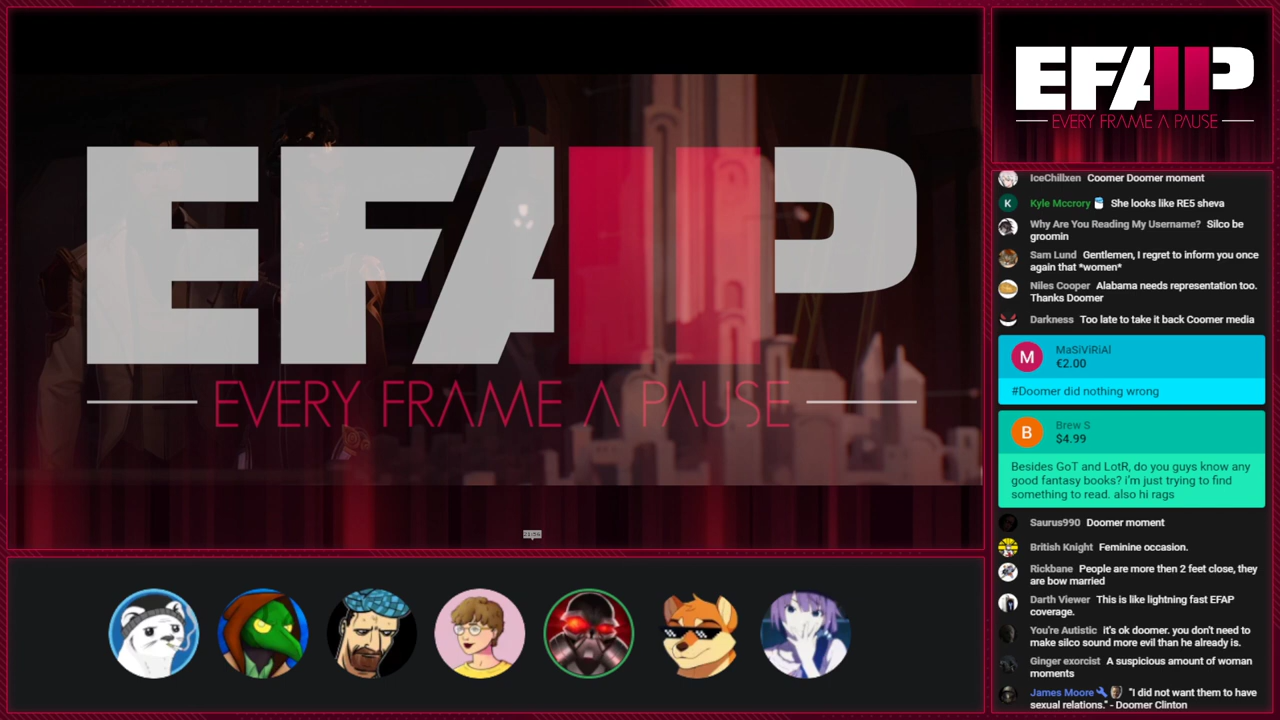 EFAP
EVERY FRAME A PAUSE
EFAP
EVERY FRAME A PAUSE
IceChillxen Coomer Doomer moment
K Kyle Mccrory She looks like RE5 sheva
Why Are You Reading My Username? Silco be
groomin
Sam Lund Gentlemen, I regret to inform you once
again that *women*
Niles Cooper Alabama needs representation too.
Thanks Doomer
Darkness Too late to take it back Coomer media
M MaSiViRiAl
€2.00
#Doomer did nothing wrong
B Brew S
$4.99
Besides GoT and LotR, do you guys know any
good fantasy books? i'm just trying to find
something to read. also hi rags
Saurus990 Doomer moment
British Knight Feminine occasion.
Rickbane People are more then 2 feet close, they
are bow married
Darth Viewer This is like lightning fast EFAP
coverage.
You're Autistic it's ok doomer. you don't need to
make silco sound more evil than he already is.
Ginger exorcist A suspicious amount of woman
moments
James Moore "I did not want them to have
sexual relations." - Doomer Clinton